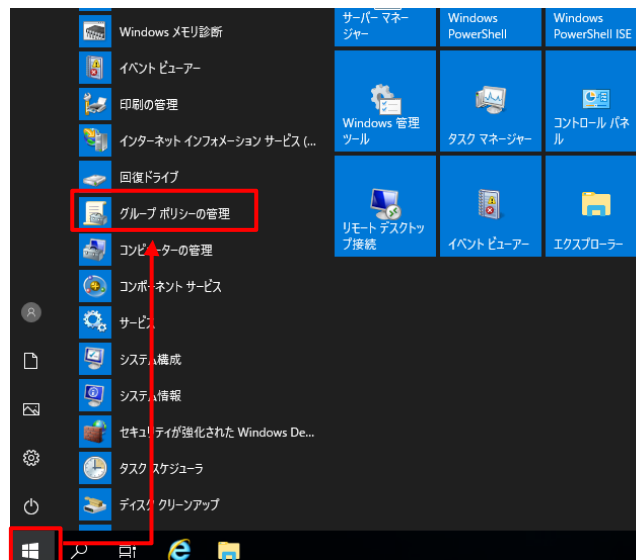 Windows メモリ診断
イベント ビューアー
印刷の管理
インターネット インフォメーション サービス (...
回復ドライブ
グループ ポリシーの管理
コンピューターの管理
コンポーネント サービス
サービス
システム構成
システム情報
セキュリティが強化された Windows De...
タスク スケジューラ
ディスク クリーンアップ
サーバー マネー
ジャー
Windows
PowerShell
Windows
PowerShell ISE
Windows 管理
ツール
タスク マネージャー
コントロール パネ
ル
リモート デスクトッ
プ接続
イベント ビューアー
エクスプローラー